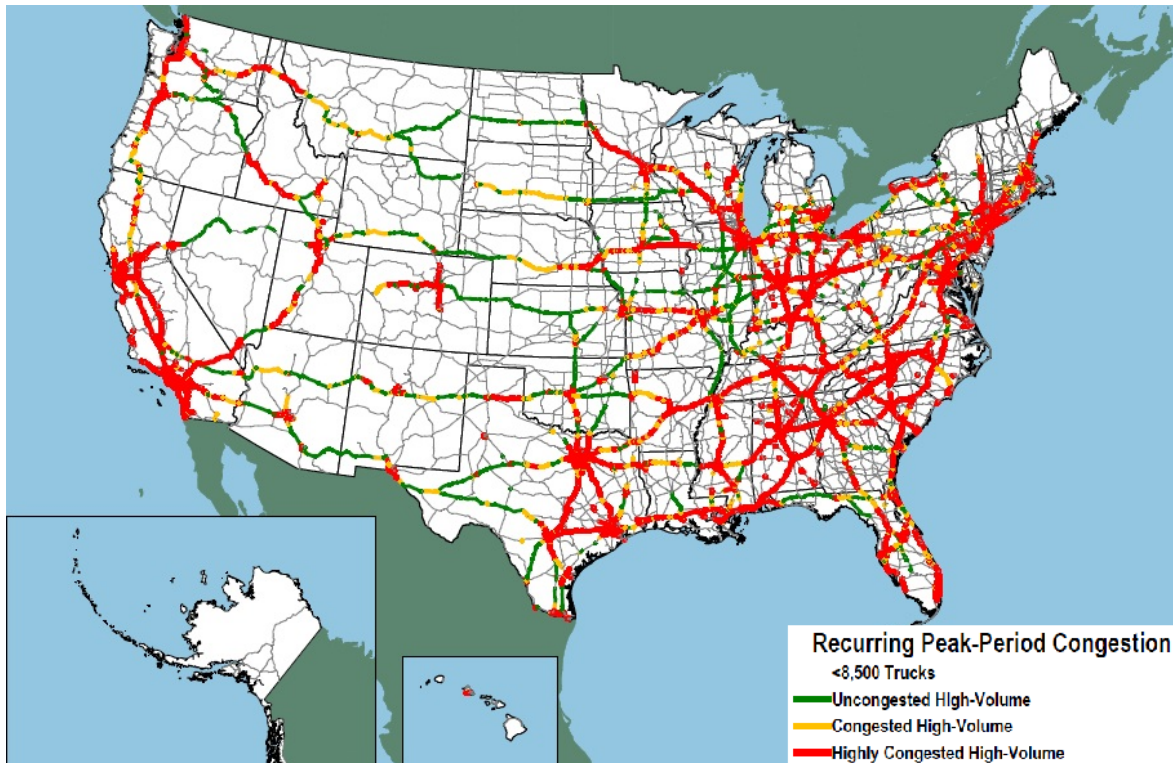 Recurring Peak-Period Congestion
<8,500 Trucks
Uncongested High-Volume
Congested High-Volume
Highly Congested High-Volume